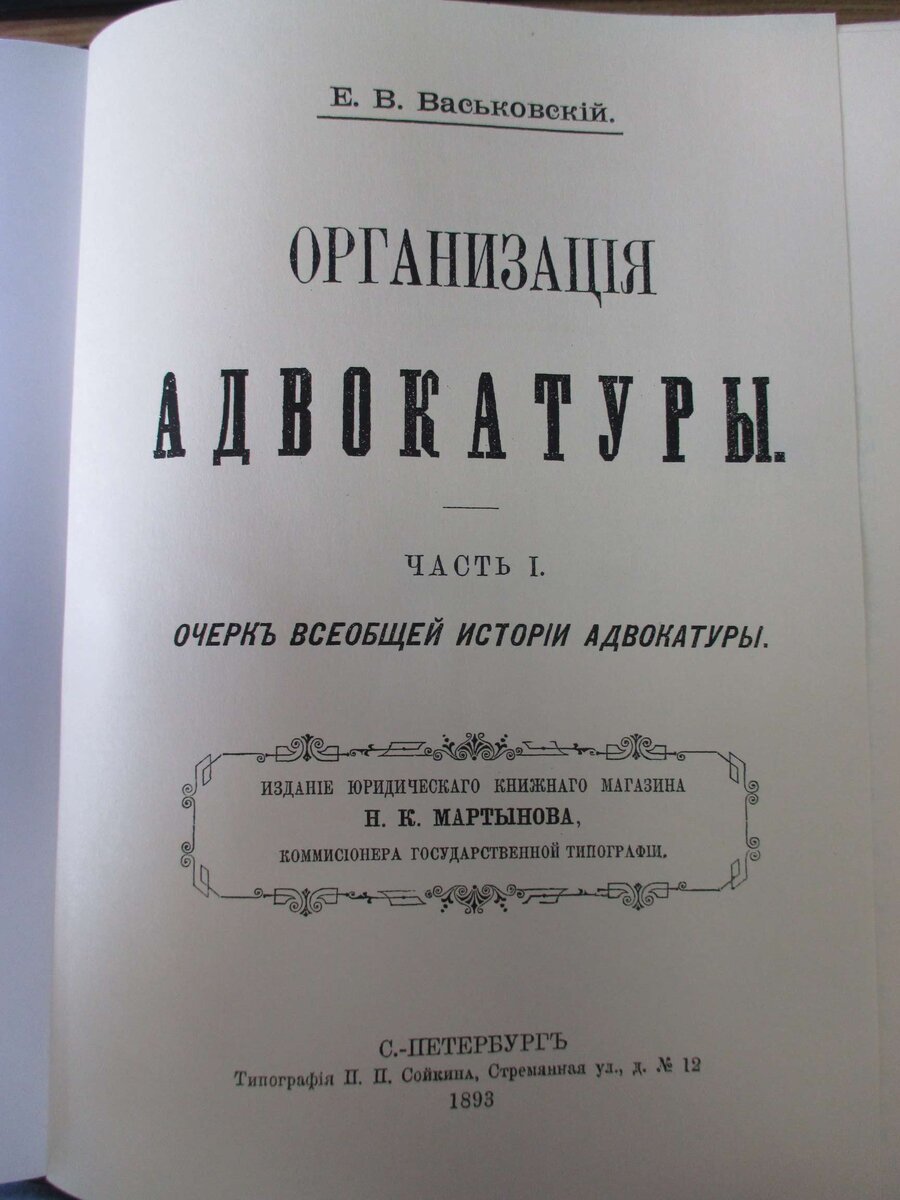 Е. В. Васьковскій.
ОРГАНИЗАЦІЯ
АДВОКАТУРЫ.
ЧАСТЬ I.
ОЧЕРКЪ ВСЕОБЩЕЙ ИСТОРІИ АДВОКАТУРЫ.
ИЗДАНІЕ ЮРИДИЧЕСКАГО КНИЖНАГО МАГАЗИНА
Н. К. МАРТЫНОВА,
КОММИСІОНЕРА ГОСУДАРСТВЕННОЙ ТИПОГРАФІИ.
С.-ПЕТЕРБУРГЪ
Типографія П. П. Сойкина, Стремянная ул., д. № 12
1893